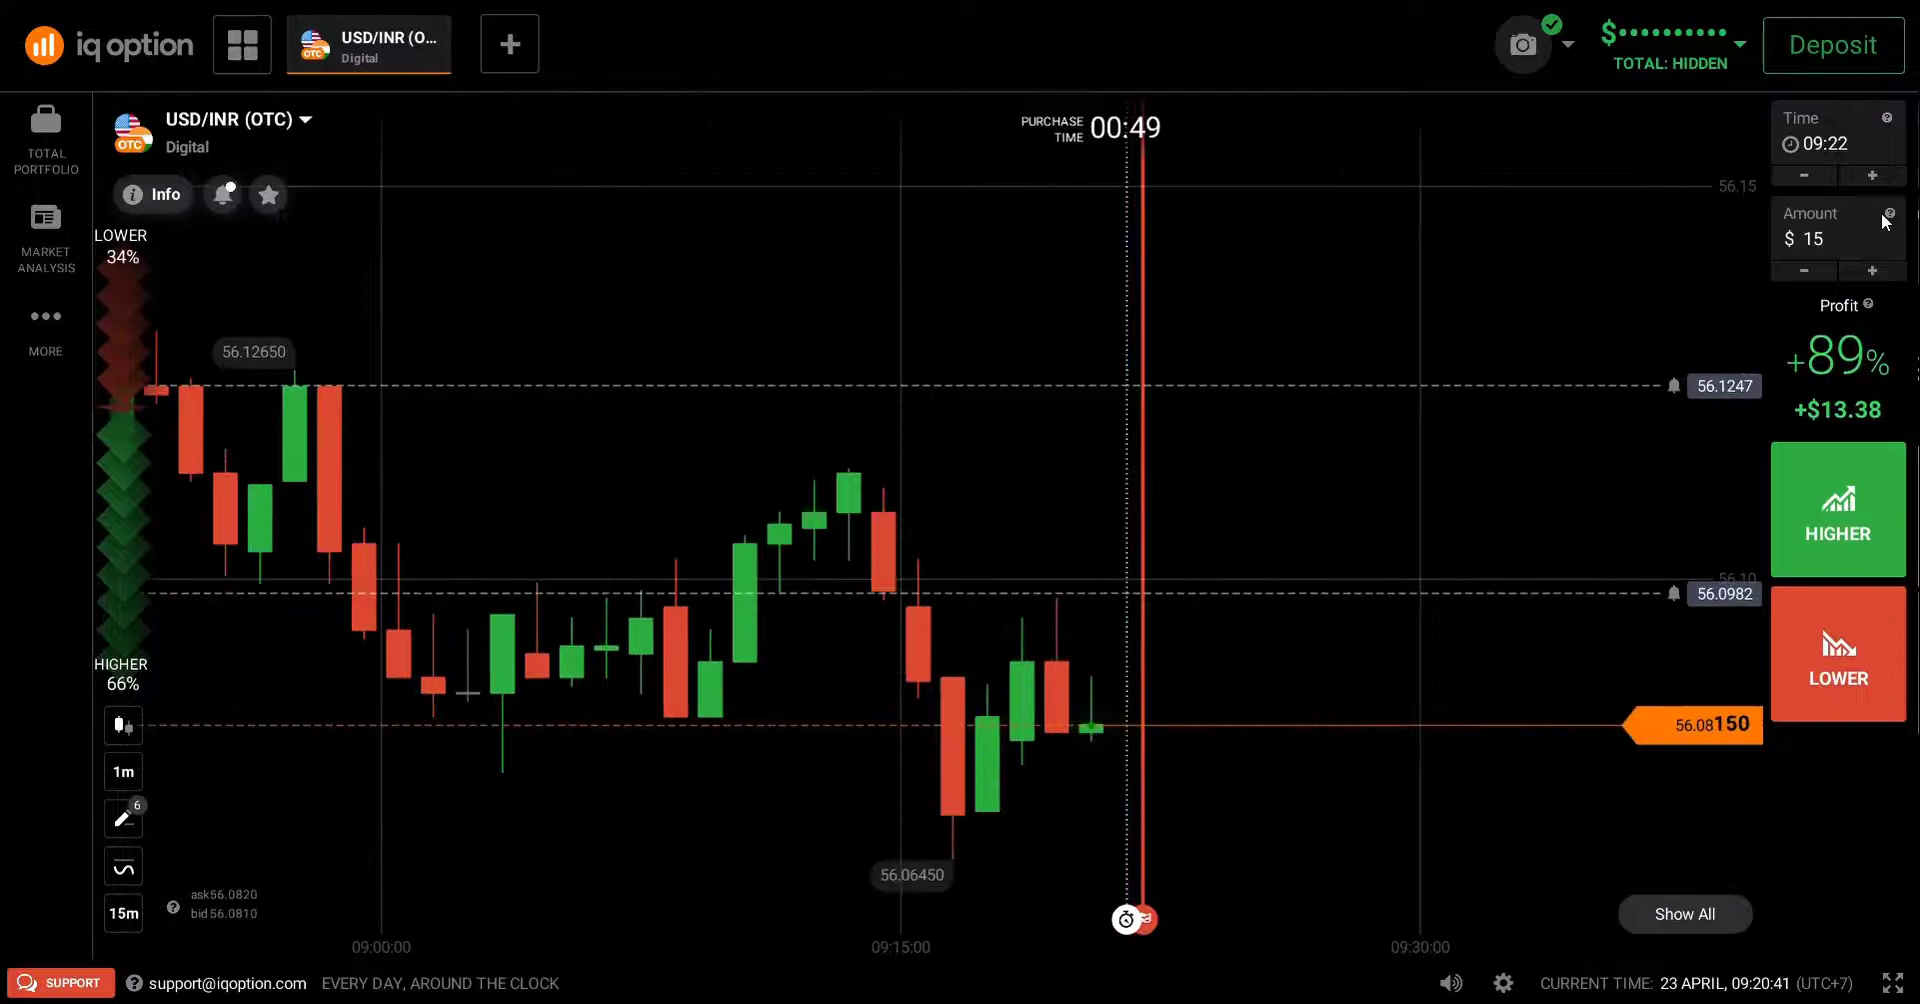 iq option
OTC
USD/INR (O...
Digital
+
$••••••••••
TOTAL: HIDDEN
Deposit
TOTAL
PORTFOLIO
MARKET
ANALYSIS
MORE
OTC
USD/INR (OTC)
Digital
Info
LOWER
34%
HIGHER
66%
1m
6
15m
ask56.0820
bid 56.0810
PURCHASE
TIME
00:49
56.12650
56.06450
56.15
56.1247
56.10
56.0982
56.08150
09:00:00
09:15:00
09:30:00
Show All
Time
09:22
- +
Amount
$ 15
- +
Profit
+89%
+$13.38
HIGHER
LOWER
SUPPORT
support@iqoption.com
EVERY DAY, AROUND THE CLOCK
CURRENT TIME: 23 APRIL, 09:20:41 (UTC+7)